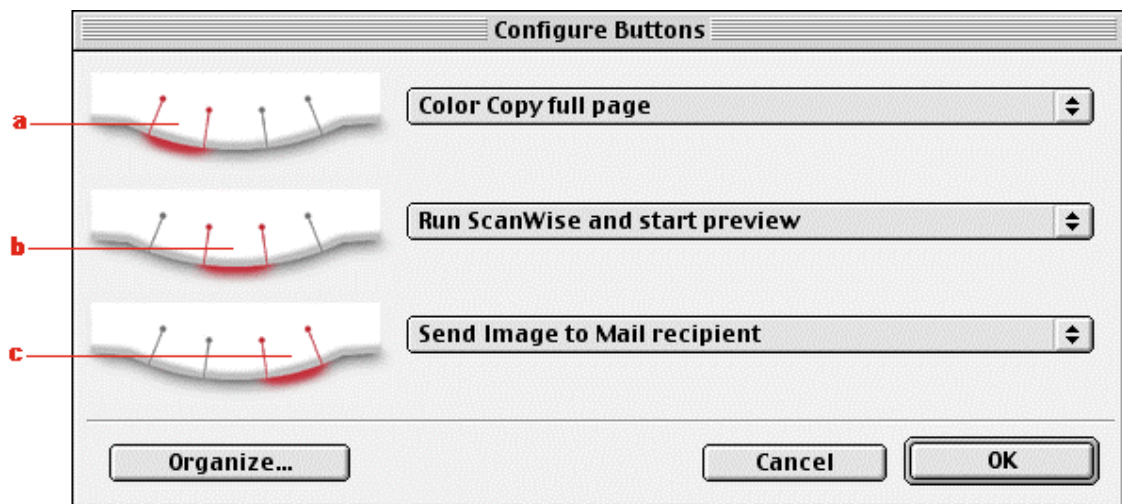 Configure Buttons
a
Color Copy full page
b
Run ScanWise and start preview
c
Send Image to Mail recipient
Organize...
Cancel
OK